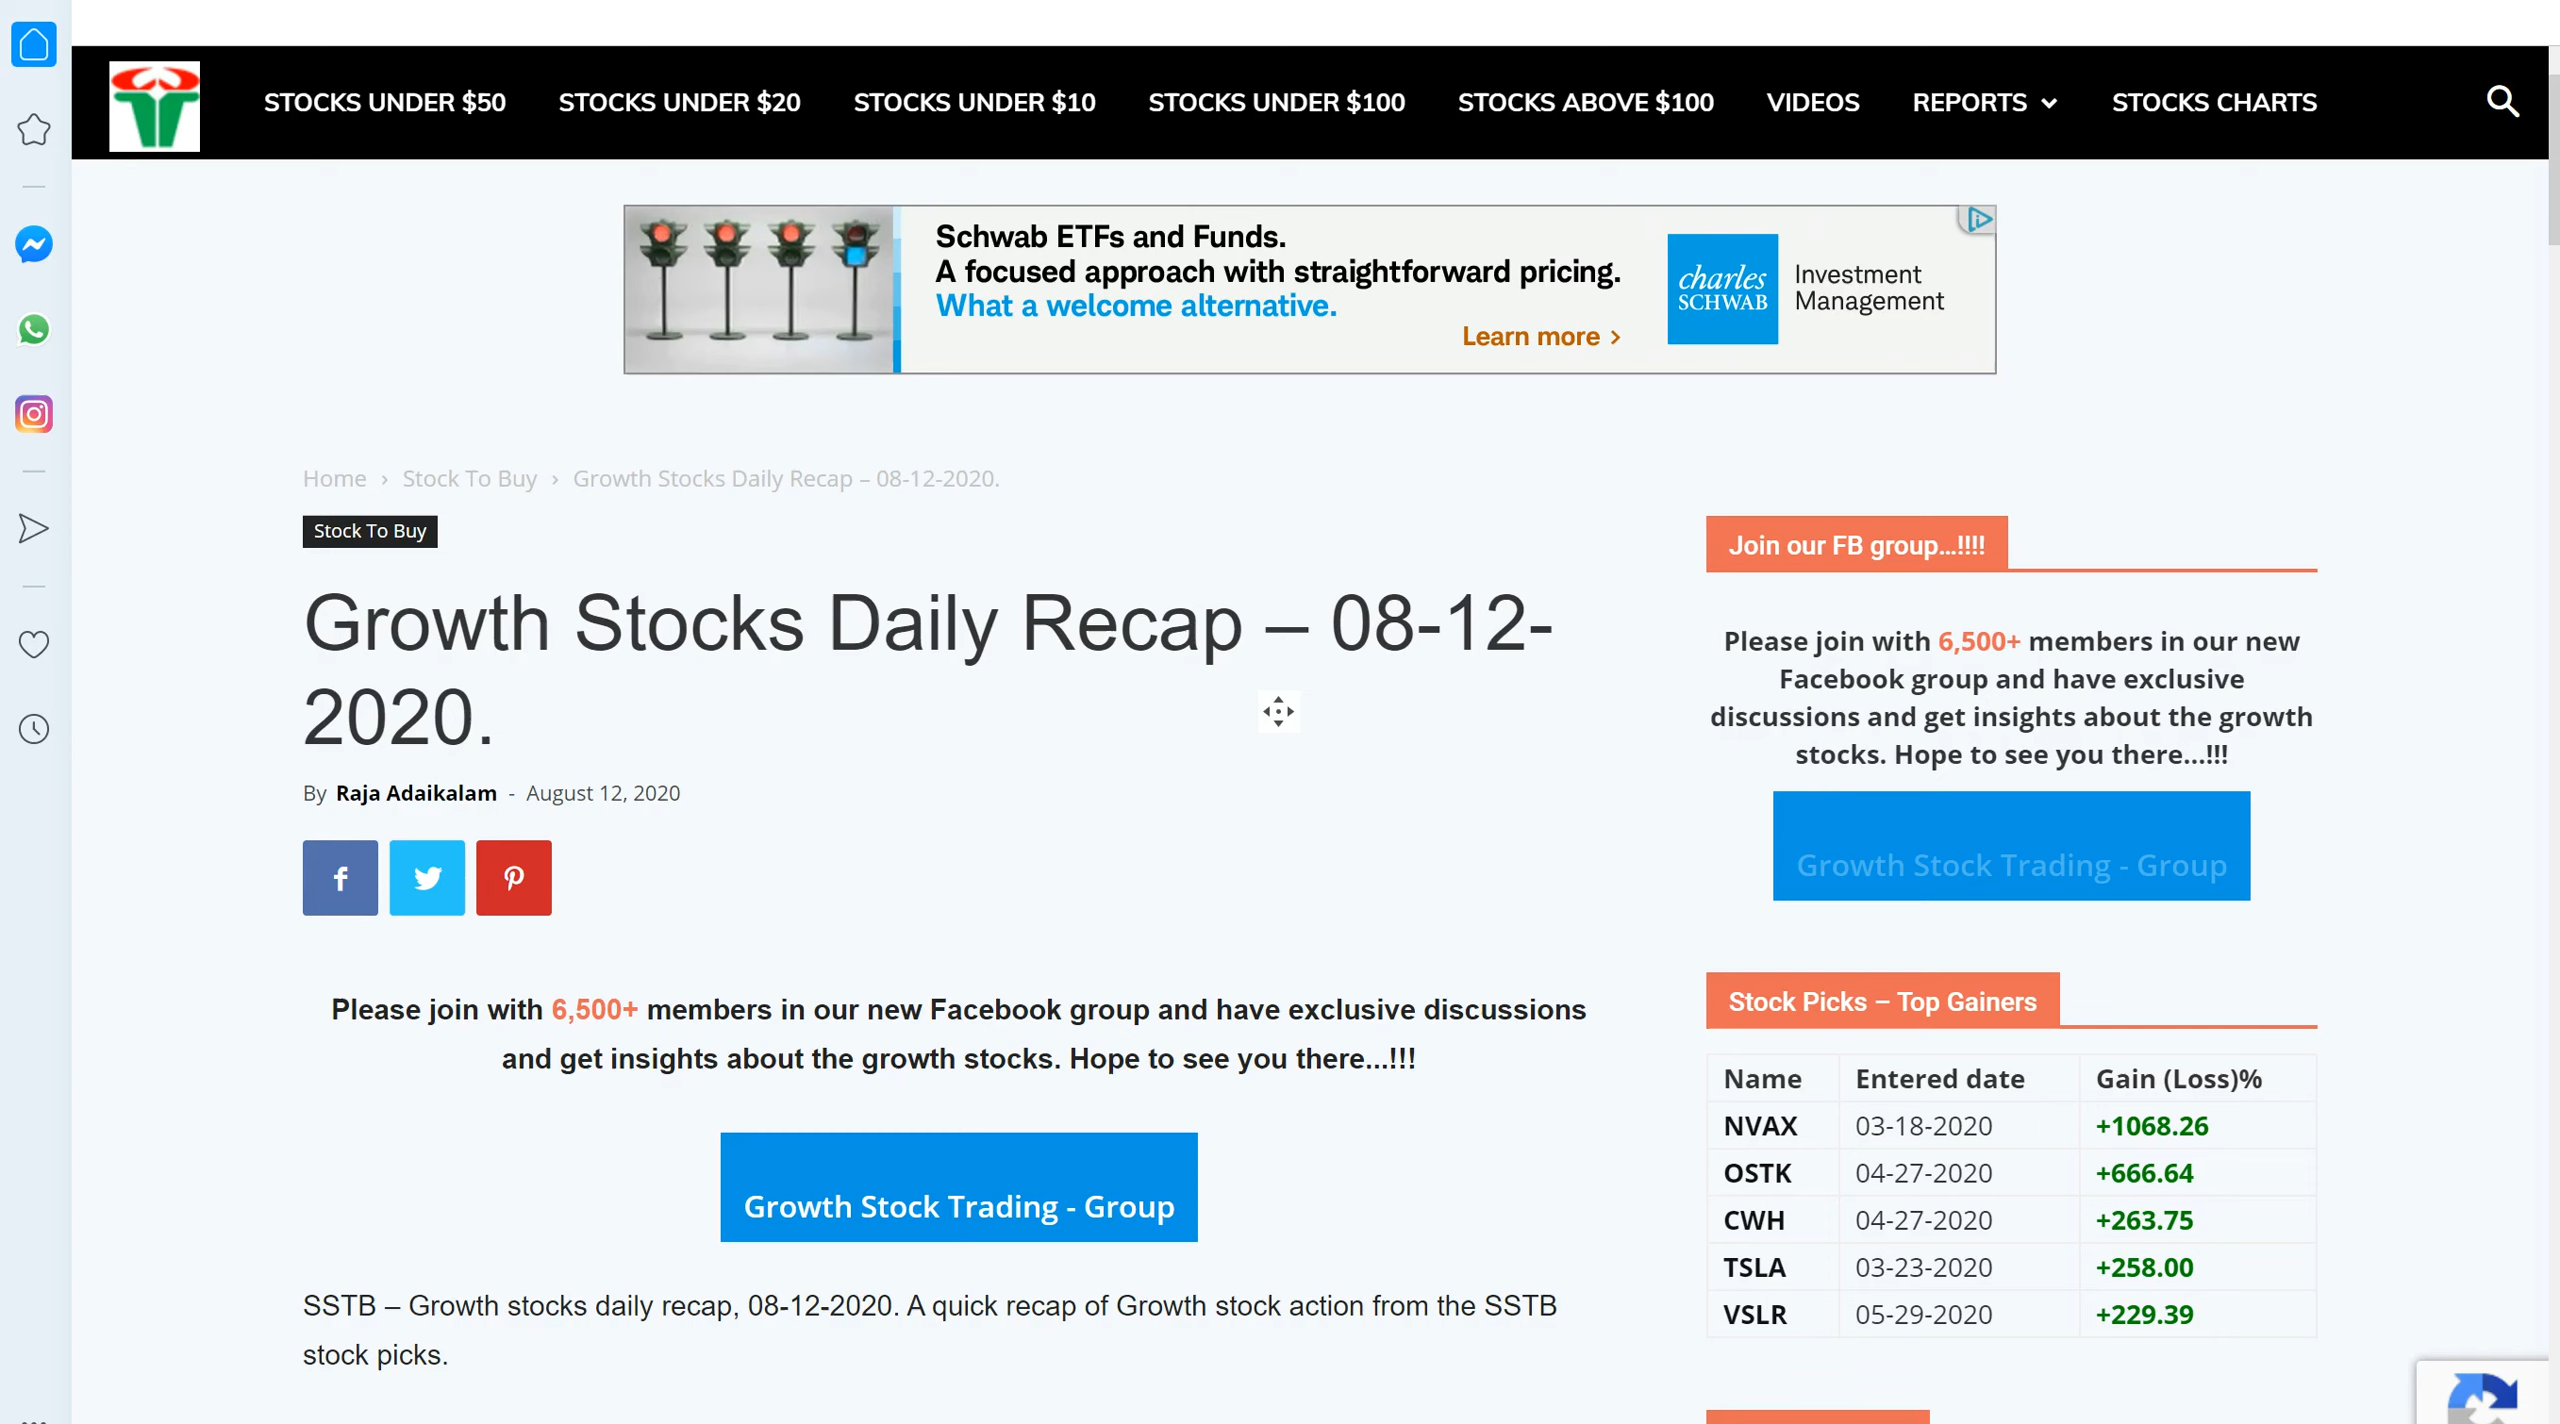 STOCKS UNDER $50 STOCKS UNDER $20 STOCKS UNDER $10 STOCKS UNDER $100 STOCKS ABOVE $100 VIDEOS REPORTS STOCKS CHARTS
Schwab ETFs and Funds.
A focused approach with straightforward pricing.
What a welcome alternative.
Learn more >
charles
SCHWAB
Investment
Management
Home › Stock To Buy › Growth Stocks Daily Recap – 08-12-2020.
Stock To Buy
Growth Stocks Daily Recap – 08-12-
2020.
By Raja Adaikalam - August 12, 2020
Please join with 6,500+ members in our new Facebook group and have exclusive discussions
and get insights about the growth stocks. Hope to see you there...!!!
Growth Stock Trading - Group
SSTB – Growth stocks daily recap, 08-12-2020. A quick recap of Growth stock action from the SSTB
stock picks.
Join our FB group...!!!!
Please join with 6,500+ members in our new
Facebook group and have exclusive
discussions and get insights about the growth
stocks. Hope to see you there...!!!
Growth Stock Trading - Group
Stock Picks – Top Gainers
Name Entered date Gain (Loss)%
NVAX 03-18-2020 +1068.26
OSTK 04-27-2020 +666.64
CWH 04-27-2020 +263.75
TSLA 03-23-2020 +258.00
VSLR 05-29-2020 +229.39